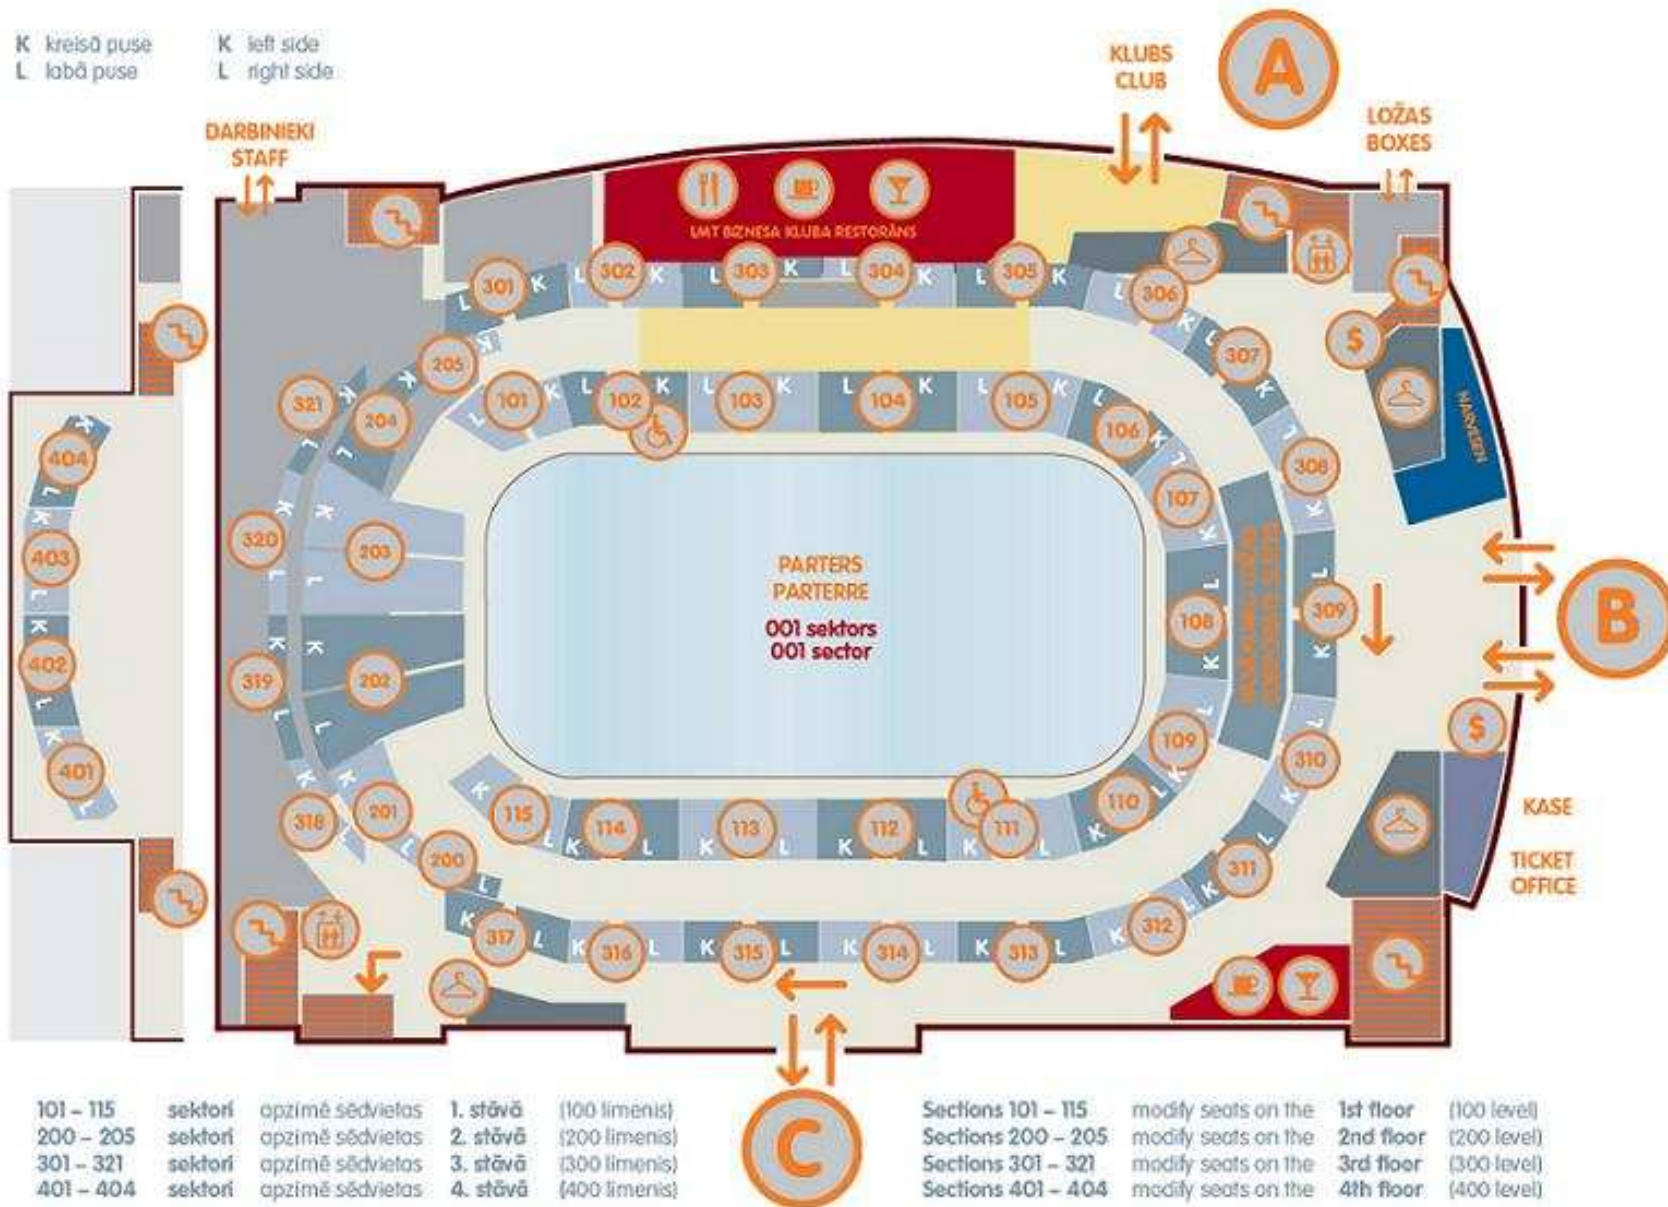 K kreisā puse
L labā puse
K left side
L right side
KLUBS
CLUB
A
LOŽAS
BOXES
DARBINIEKI
STAFF
LMT BIZNESA KLUBA RESTORĀNS
301
302
303
304
305
306
307
308
309
310
311
312
313
314
315
316
317
318
319
320
321
205
204
203
202
201
200
101
102
103
104
105
106
107
108
109
110
111
112
113
114
115
404
403
402
401
$
NARVESEN
PARTERS
PARTERRE
001 sektors
001 sector
B
$
KASE
TICKET
OFFICE
C
101 – 115 sektori apzīmē sēdvietas 1. stāvā (100 līmenis)
200 – 205 sektori apzīmē sēdvietas 2. stāvā (200 līmenis)
301 – 321 sektori apzīmē sēdvietas 3. stāvā (300 līmenis)
401 – 404 sektori apzīmē sēdvietas 4. stāvā (400 līmenis)
Sections 101 – 115 modify seats on the 1st floor (100 level)
Sections 200 – 205 modify seats on the 2nd floor (200 level)
Sections 301 – 321 modify seats on the 3rd floor (300 level)
Sections 401 – 404 modify seats on the 4th floor (400 level)